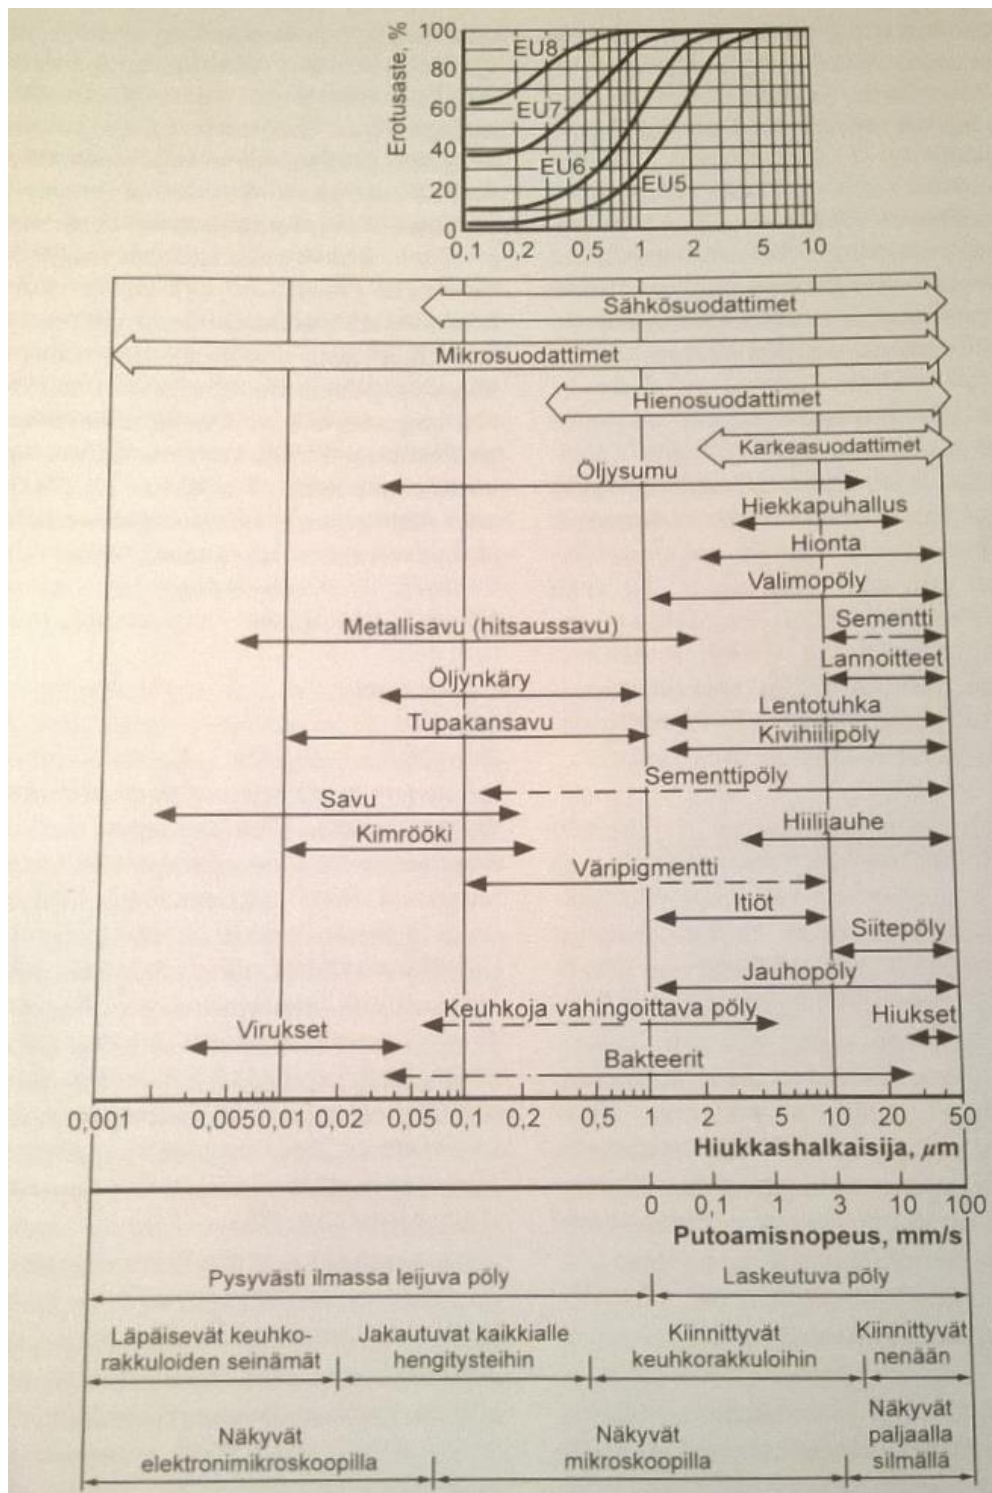 Erotusaste, %
100
80
60
40
20
0
EU8
EU7
EU6
EU5
0,1 0,2 0,5 1 2 5 10
Sähkösuodattimet
Mikrosuodattimet
Hienosuodattimet
Karkeasuodattimet
Öljysumu
Hiekkapuhallus
Hionta
Valimopöly
Sementti
Metallisavu (hitsaussavu)
Lannoitteet
Öljynkäry
Lentotuhka
Tupakansavu
Kivihiilipöly
Sementtipöly
Savu
Hiilijauhe
Kimrööki
Väripigmentti
Itiöt
Siitepöly
Jauhopöly
Keuhkoja vahingoittava pöly
Hiukset
Virukset
Bakteerit
0,001 0,005 0,01 0,02 0,05 0,1 0,2 0,5 1 2 5 10 20 50
Hiukkashalkaisija, µm
0 0,1 1 3 10 100
Putoamisnopeus, mm/s
Pysyvästi ilmassa leijuva pöly
Laskeutuva pöly
Läpäisevät keuhko-
rakkuloiden seinämät
Jakautuvat kaikkialle
hengitysteihin
Kiinnittyvät
keuhkorakkuloihin
Kiinnittyvät
nenään
Näkyvät
elektronimikroskoopilla
Näkyvät
mikroskoopilla
Näkyvät
paljaalla
silmällä